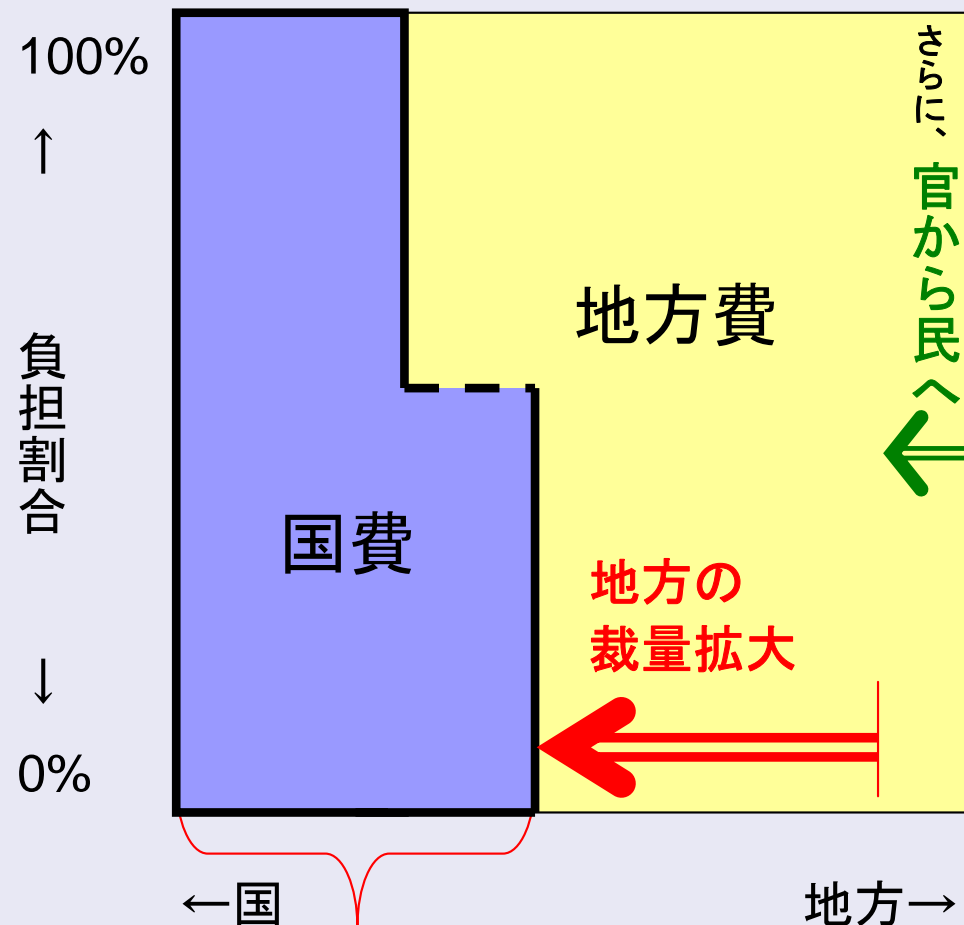 100%
↑
負担割合
↓
0%
国費
地方費
さらに、官から民へ
地方の
裁量拡大
←国
地方→